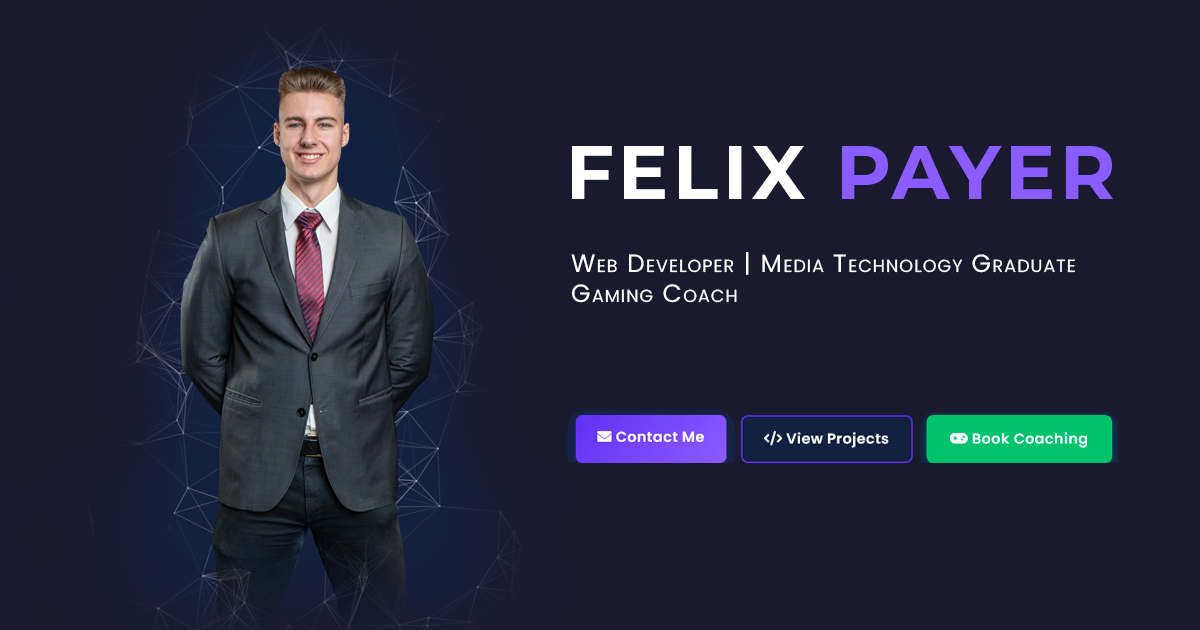 FELIX PAYER
Web Developer | Media Technology Graduate
Gaming Coach
Contact Me
</> View Projects
Book Coaching